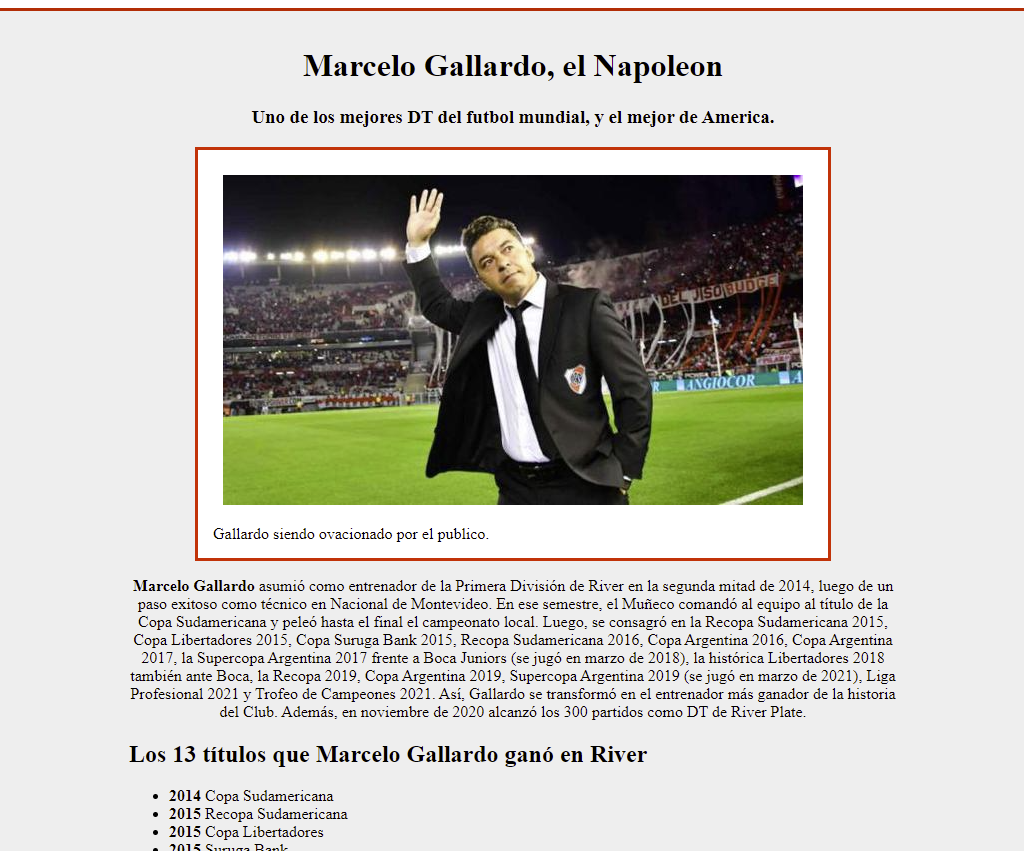 Marcelo Gallardo, el Napoleon
Uno de los mejores DT del futbol mundial, y el mejor de America.
DEL JISO BUDGE
ANGIOCOR
Gallardo siendo ovacionado por el publico.
Marcelo Gallardo asumió como entrenador de la Primera División de River en la segunda mitad de 2014, luego de un
paso exitoso como técnico en Nacional de Montevideo. En ese semestre, el Muñeco comandó al equipo al título de la
Copa Sudamericana y peleó hasta el final el campeonato local. Luego, se consagró en la Recopa Sudamericana 2015,
Copa Libertadores 2015, Copa Suruga Bank 2015, Recopa Sudamericana 2016, Copa Argentina 2016, Copa Argentina
2017, la Supercopa Argentina 2017 frente a Boca Juniors (se jugó en marzo de 2018), la histórica Libertadores 2018
también ante Boca, la Recopa 2019, Copa Argentina 2019, Supercopa Argentina 2019 (se jugó en marzo de 2021), Liga
Profesional 2021 y Trofeo de Campeones 2021. Así, Gallardo se transformó en el entrenador más ganador de la historia
del Club. Además, en noviembre de 2020 alcanzó los 300 partidos como DT de River Plate.
Los 13 títulos que Marcelo Gallardo ganó en River
• 2014 Copa Sudamericana
• 2015 Recopa Sudamericana
• 2015 Copa Libertadores
• 2015 Suruga Bank